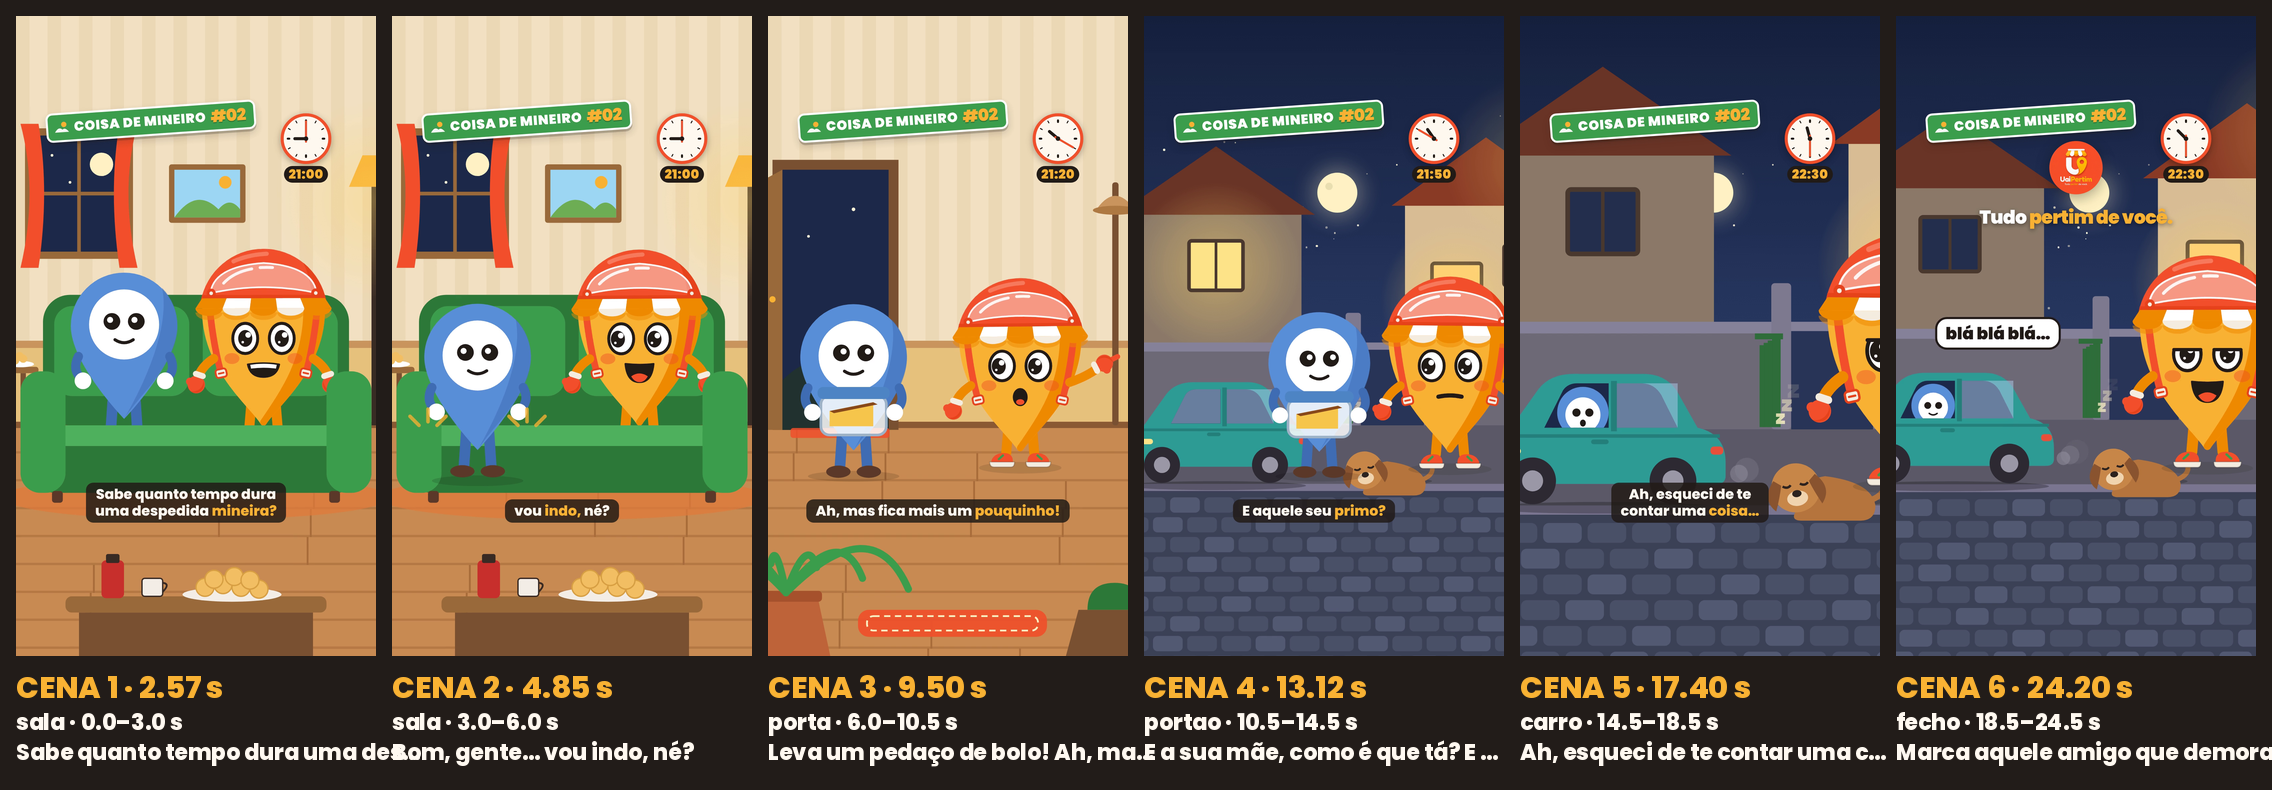 COISA DE MINEIRO #02
21:00
Sabe quanto tempo dura
uma despedida mineira?
CENA 1 · 2.57 s
sala · 0.0–3.0 s
Sabe quanto tempo dura uma des...
COISA DE MINEIRO #02
21:00
vou indo, né?
CENA 2 · 4.85 s
sala · 3.0–6.0 s
Bom, gente... vou indo, né?
COISA DE MINEIRO #02
21:20
Ah, mas fica mais um pouquinho!
CENA 3 · 9.50 s
porta · 6.0–10.5 s
Leva um pedaço de bolo! Ah, ma...
COISA DE MINEIRO #02
21:50
E aquele seu primo?
CENA 4 · 13.12 s
portao · 10.5–14.5 s
E a sua mãe, como é que tá? E ...
COISA DE MINEIRO #02
22:30
z
z
z
Ah, esqueci de te
contar uma coisa...
CENA 5 · 17.40 s
carro · 14.5–18.5 s
Ah, esqueci de te contar uma c...
COISA DE MINEIRO #02
22:30
UaiPertim
Tudo pertim de você.
blá blá blá...
z
z
CENA 6 · 24.20 s
fecho · 18.5–24.5 s
Marca aquele amigo que demora